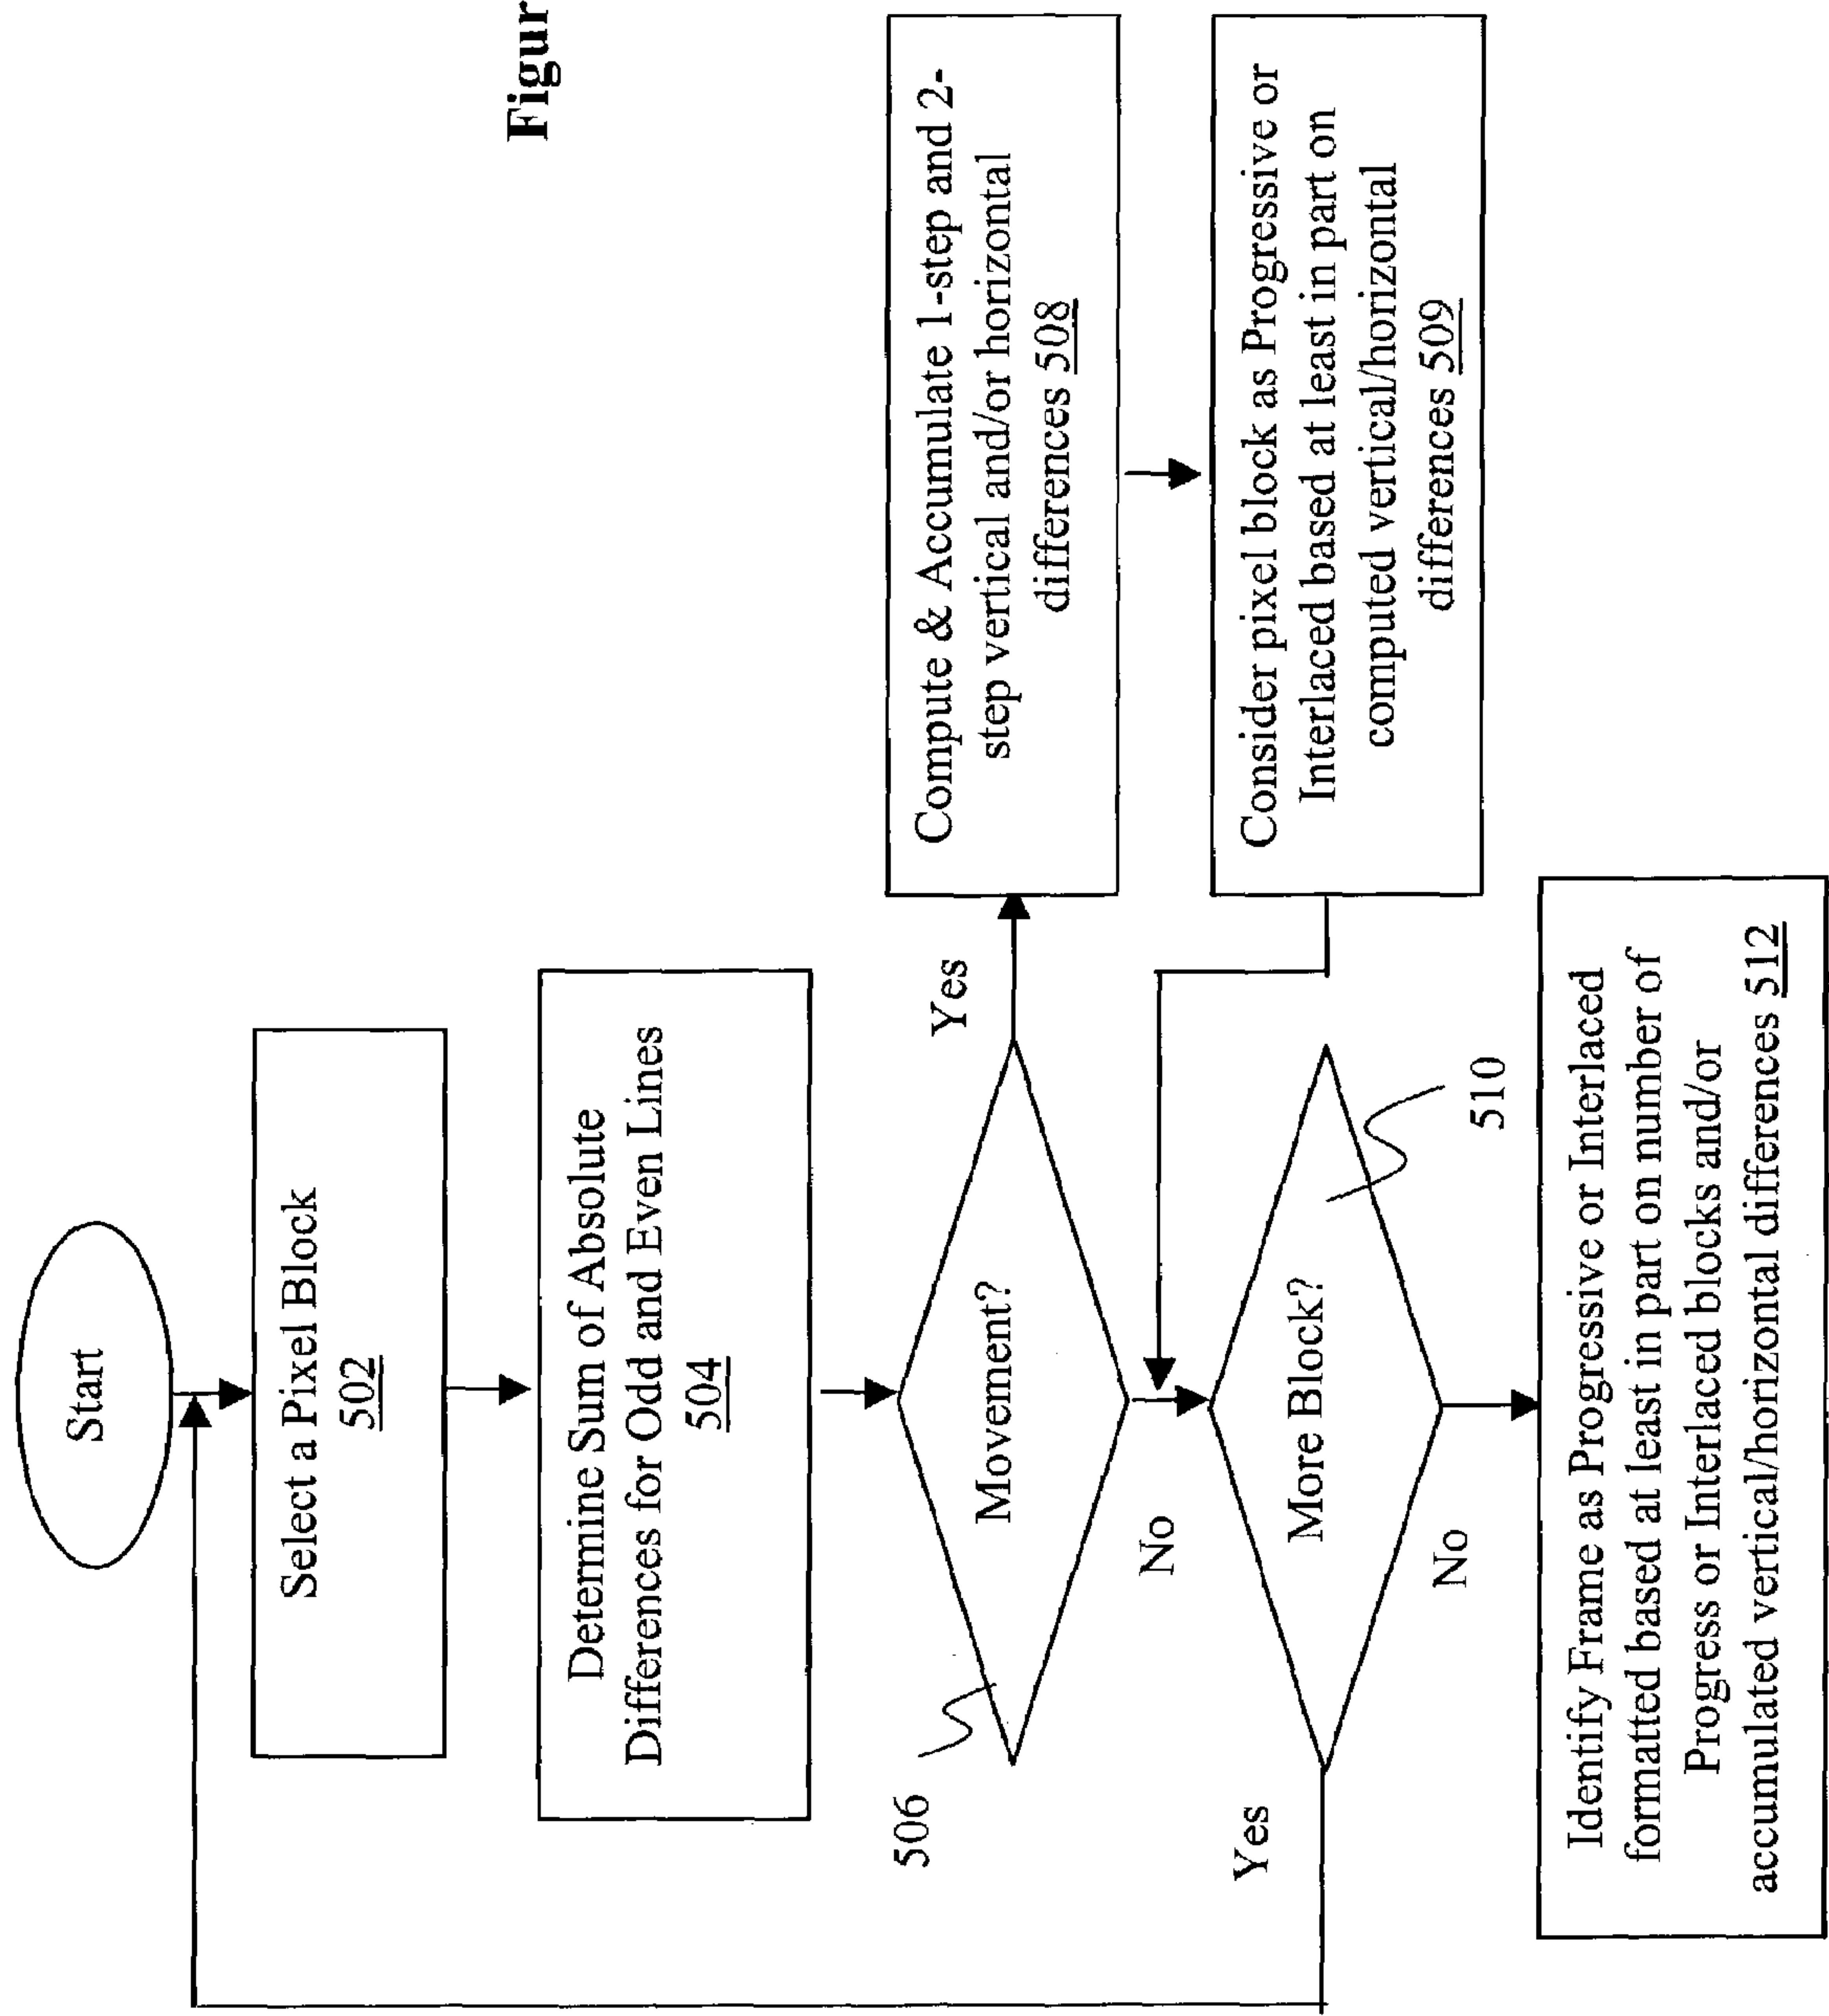 Figur
Start
Select a Pixel Block
502
Determine Sum of Absolute
Differences for Odd and Even Lines
504
506
Movement?
Yes
No
Compute & Accumulate 1-step and 2-
step vertical and/or horizontal
differences 508
Consider pixel block as Progressive or
Interlaced based at least in part on
computed vertical/horizontal
differences 509
Yes
More Block?
No
510
Identify Frame as Progressive or Interlaced
formatted based at least in part on number of
Progress or Interlaced blocks and/or
accumulated vertical/horizontal differences 512